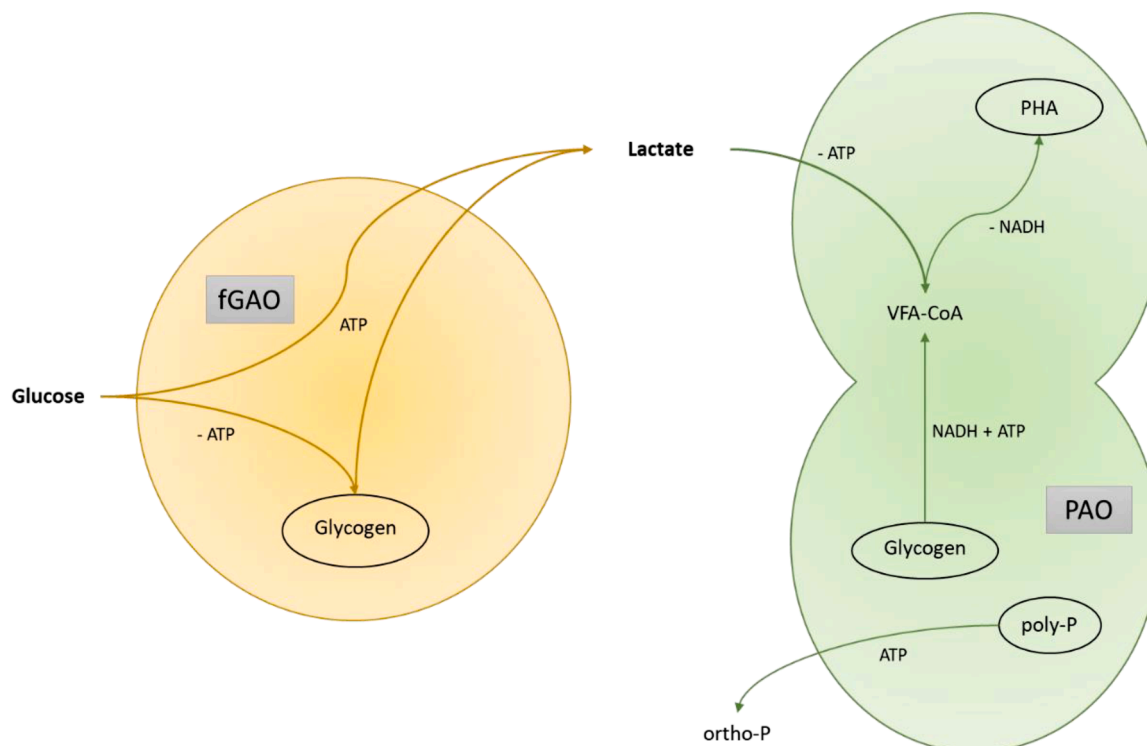 PHA
Lactate
- ATP
- NADH
fGAO
ATP
VFA-CoA
Glucose
- ATP
NADH + ATP
PAO
Glycogen
Glycogen
poly-P
ATP
ortho-P